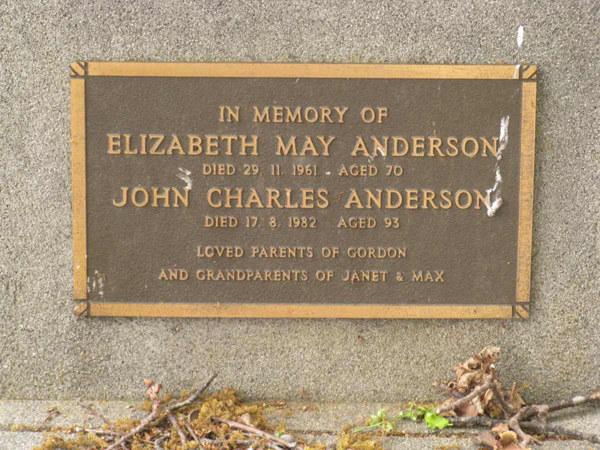 IN MEMORY OF
ELIZABETH MAY ANDERSON
DIED 29. 11. 1961 . AGED 70
JOHN CHARLES ANDERSON
DIED 17. 8. 1982 AGED 93
LOVED PARENTS OF GORDON
AND GRANDPARENTS OF JANET & MAX